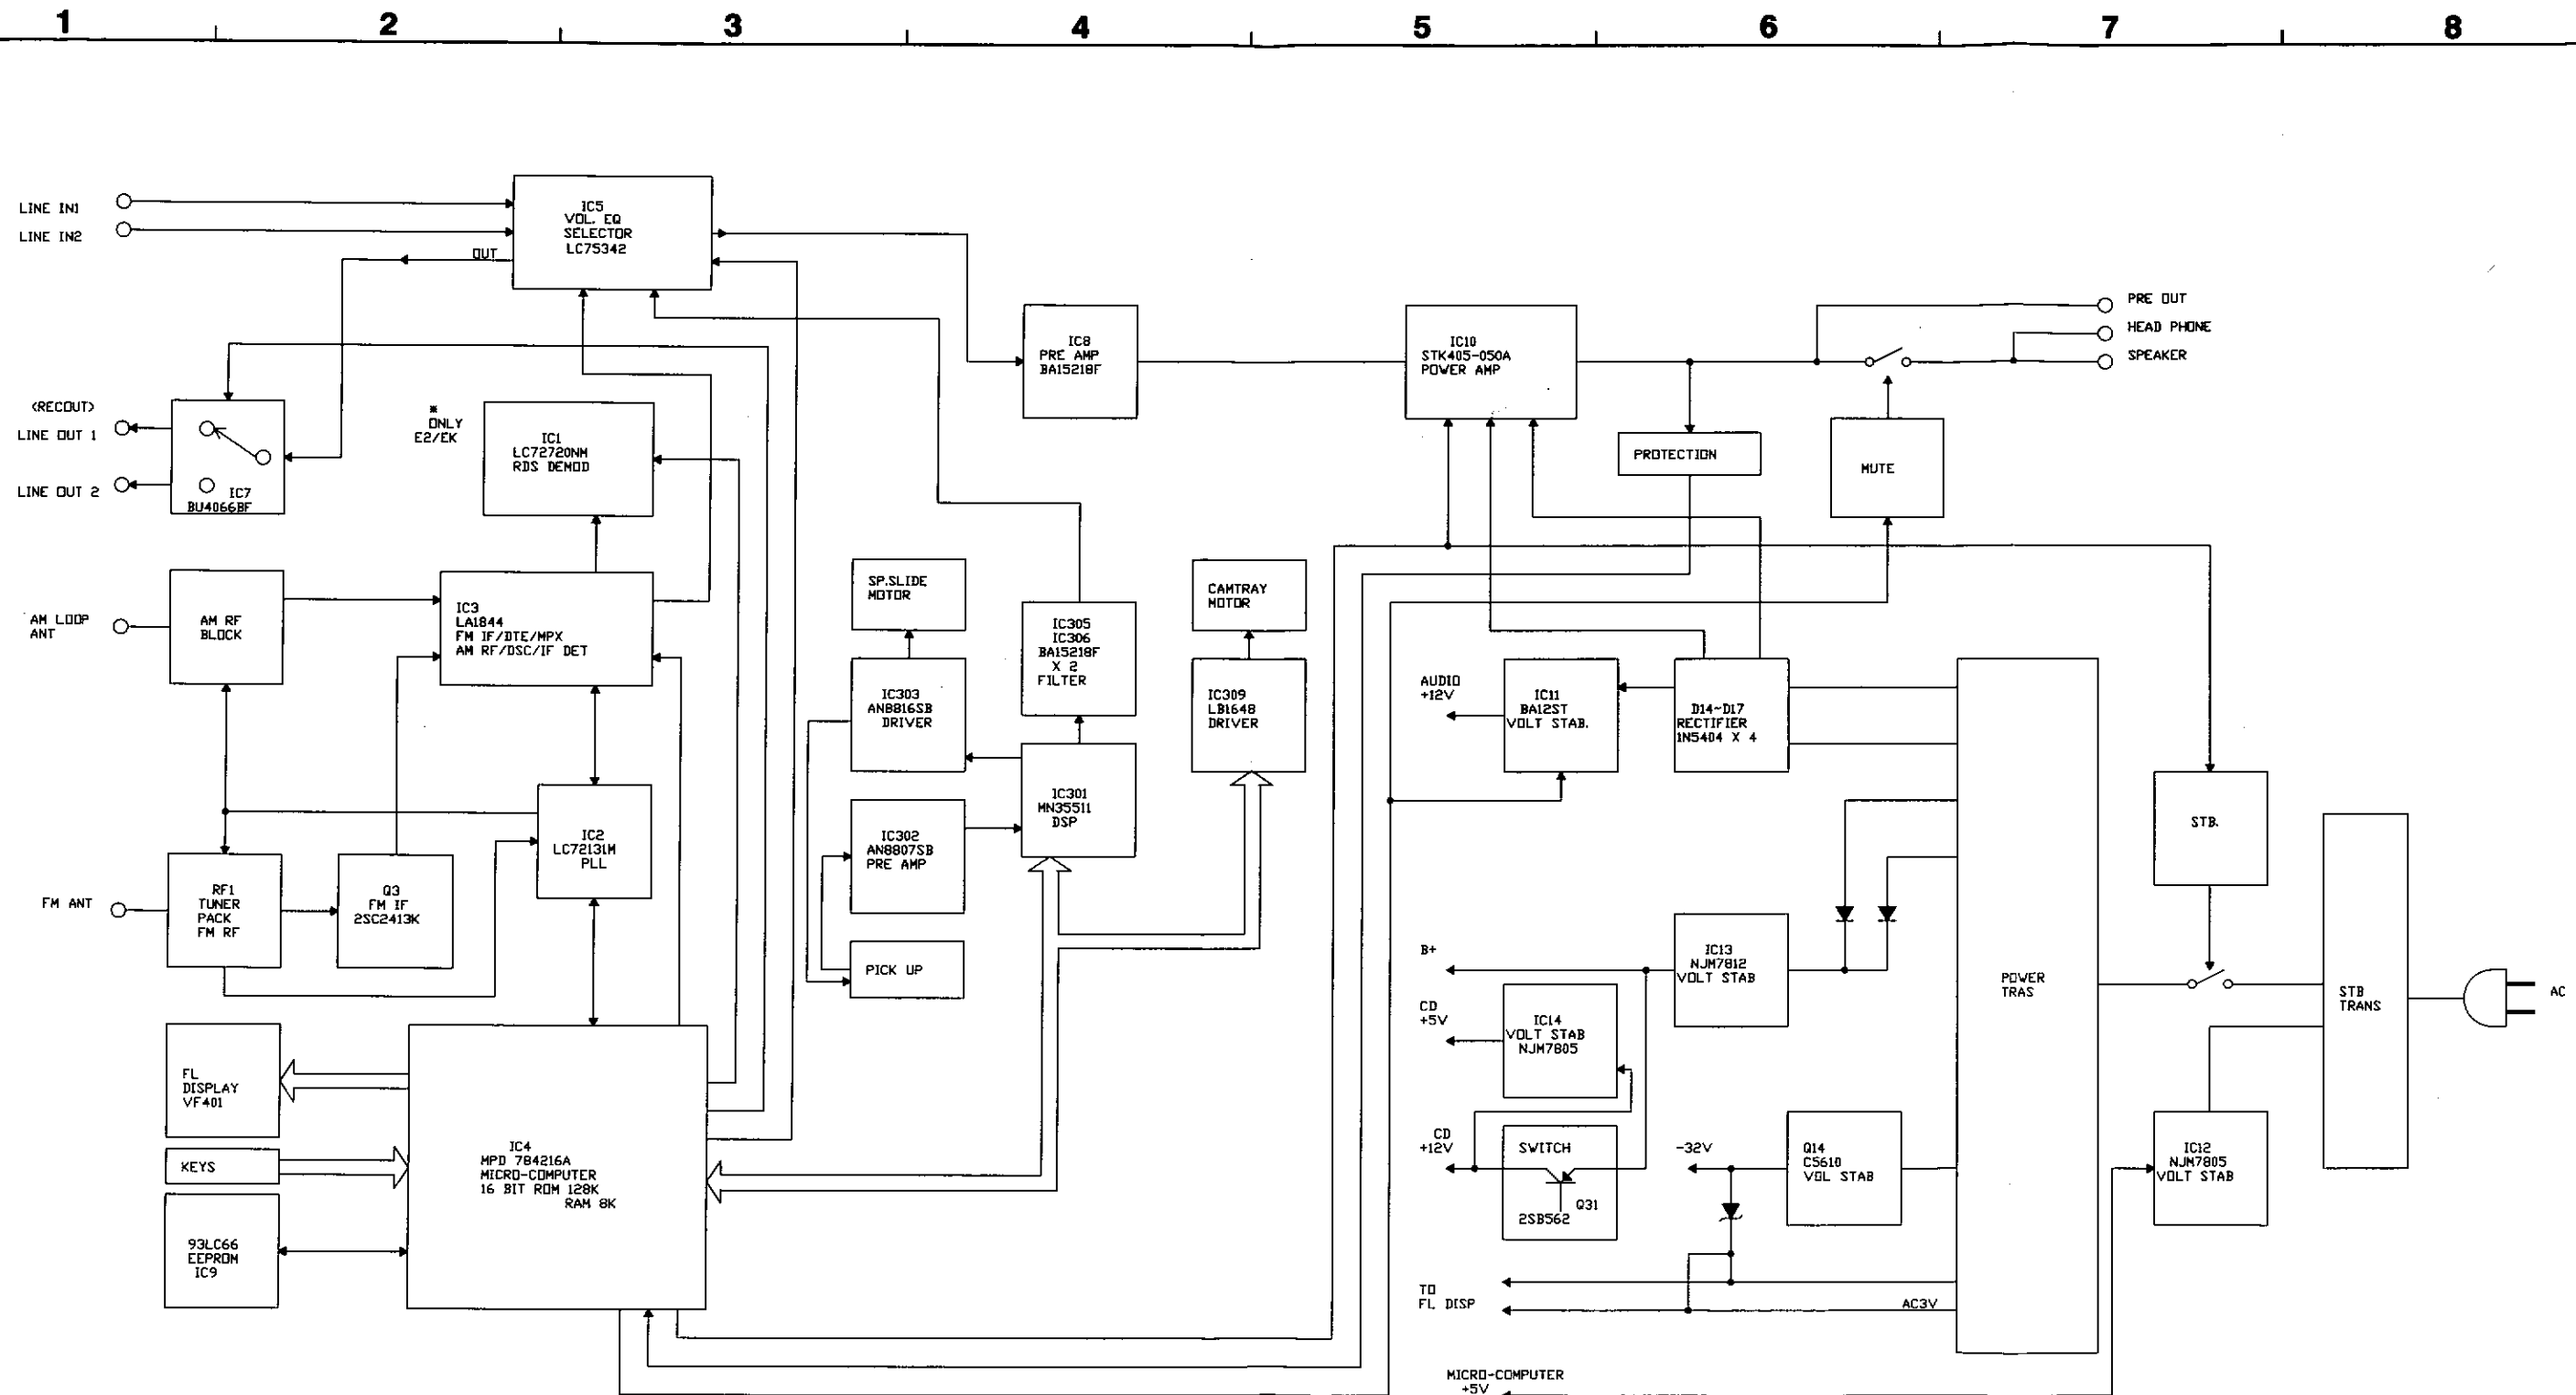 1 2 3 4 5 6 7 8
LINE IN1
LINE IN2
OUT
IC5
VOL. EQ
SELECTOR
LC75342
PRE OUT
HEAD PHONE
SPEAKER
IC8
PRE AMP
BA15218F
IC10
STK405-050A
POWER AMP
<RECOUT>
LINE OUT 1
LINE OUT 2
IC7
BU4066BF
*
ONLY
E2/EK
IC1
LC72720NM
RDS DEMOD
PROTECTION
MUTE
AM LOOP
ANT
AM RF
BLOCK
IC3
LA1844
FM IF/DTE/MPX
AM RF/OSC/IF DET
SP.SLIDE
MOTOR
IC305
IC306
BA15218F
X 2
FILTER
CAMTRAY
MOTOR
IC303
AN8816SB
DRIVER
IC309
LB1648
DRIVER
AUDIO
+12V
IC11
BA12ST
VOLT STAB.
D14~D17
RECTIFIER
1N5404 X 4
IC301
MN35511
DSP
IC302
AN8807SB
PRE AMP
PICK UP
IC2
LC72131M
PLL
FM ANT
RF1
TUNER
PACK
FM RF
Q3
FM IF
2SC2413K
STB.
B+
IC13
NJM7812
VOLT STAB
CD
+5V
IC14
VOLT STAB
NJM7805
POWER
TRAS
STB
TRANS
AC
FL
DISPLAY
VF401
KEYS
93LC66
EEPROM
IC9
IC4
MPD 784216A
MICRO-COMPUTER
16 BIT ROM 128K
RAM 8K
CD
+12V
SWITCH
Q31
2SB562
-32V
Q14
C5610
VOL STAB
IC12
NJM7805
VOLT STAB
TO
FL DISP
AC3V
MICRO-COMPUTER
+5V